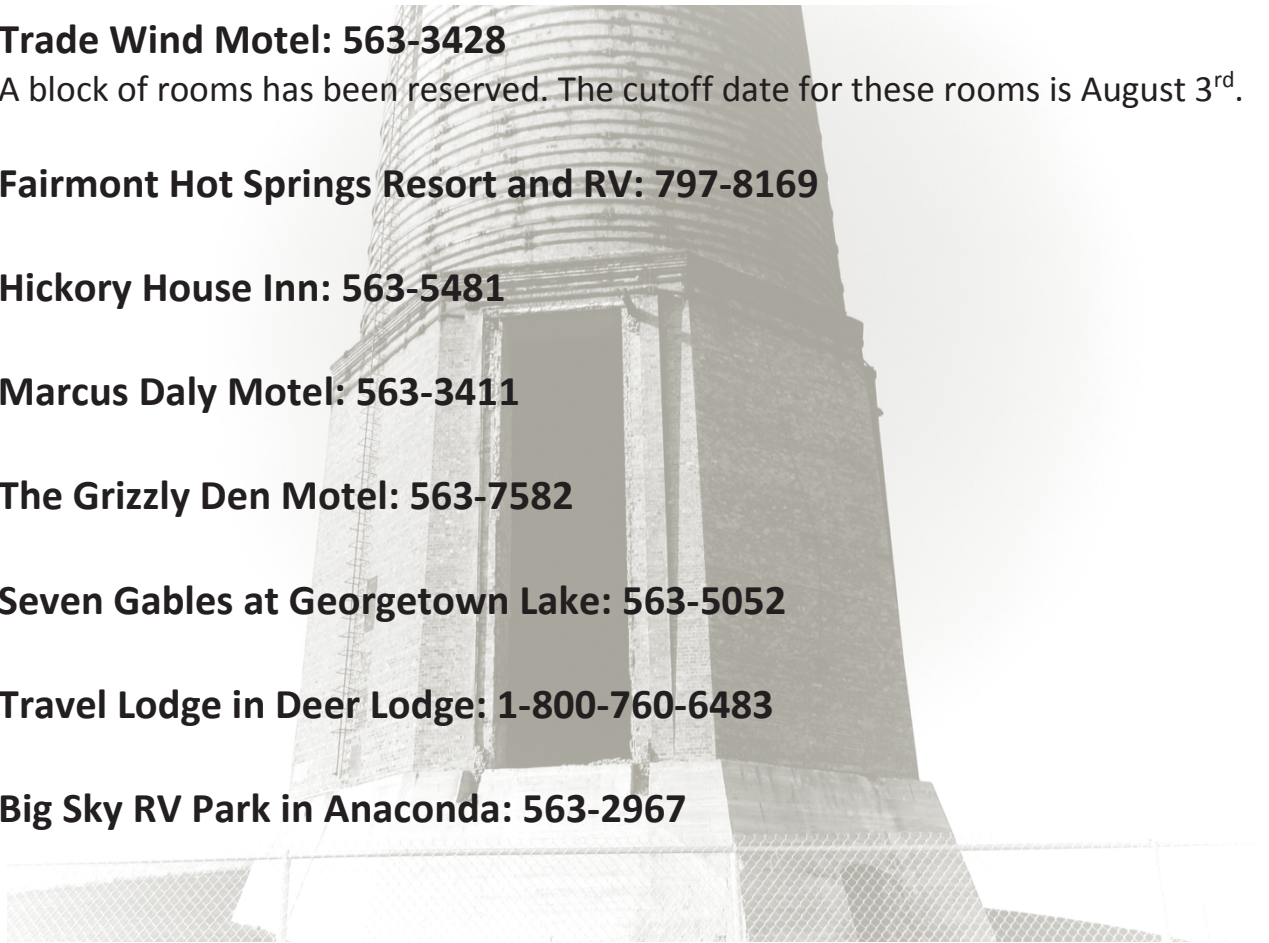 Trade Wind Motel: 563-3428
A block of rooms has been reserved. The cutoff date for these rooms is August 3rd.
Fairmont Hot Springs Resort and RV: 797-8169
Hickory House Inn: 563-5481
Marcus Daly Motel: 563-3411
The Grizzly Den Motel: 563-7582
Seven Gables at Georgetown Lake: 563-5052
Travel Lodge in Deer Lodge: 1-800-760-6483
Big Sky RV Park in Anaconda: 563-2967